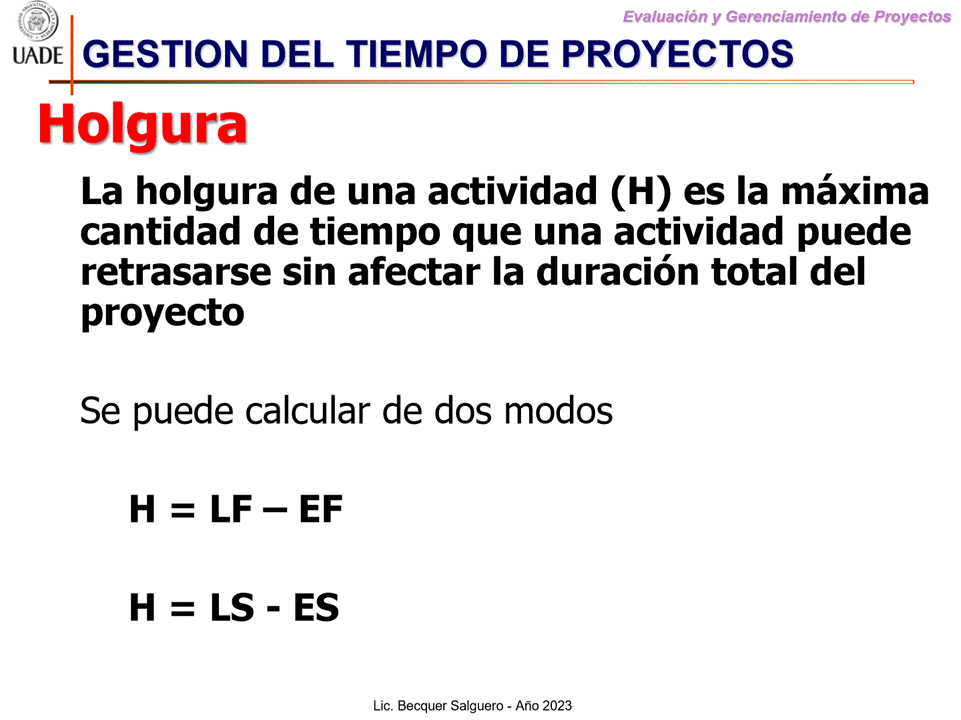 Evaluación y Gerenciamiento de Proyectos
UADE
GESTION DEL TIEMPO DE PROYECTOS
Holgura
La holgura de una actividad (H) es la máxima
cantidad de tiempo que una actividad puede
retrasarse sin afectar la duración total del
proyecto
Se puede calcular de dos modos
H = LF – EF
H = LS - ES
Lic. Becquer Salguero - Año 2023